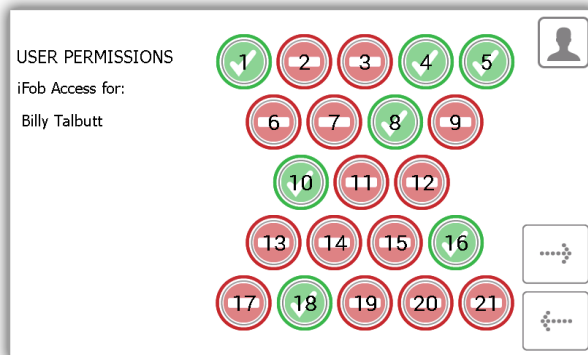 USER PERMISSIONS
iFob Access for:
Billy Talbutt
1 2 3 4 5
6 7 8 9
10 11 12
13 14 15 16
17 18 19 20 21